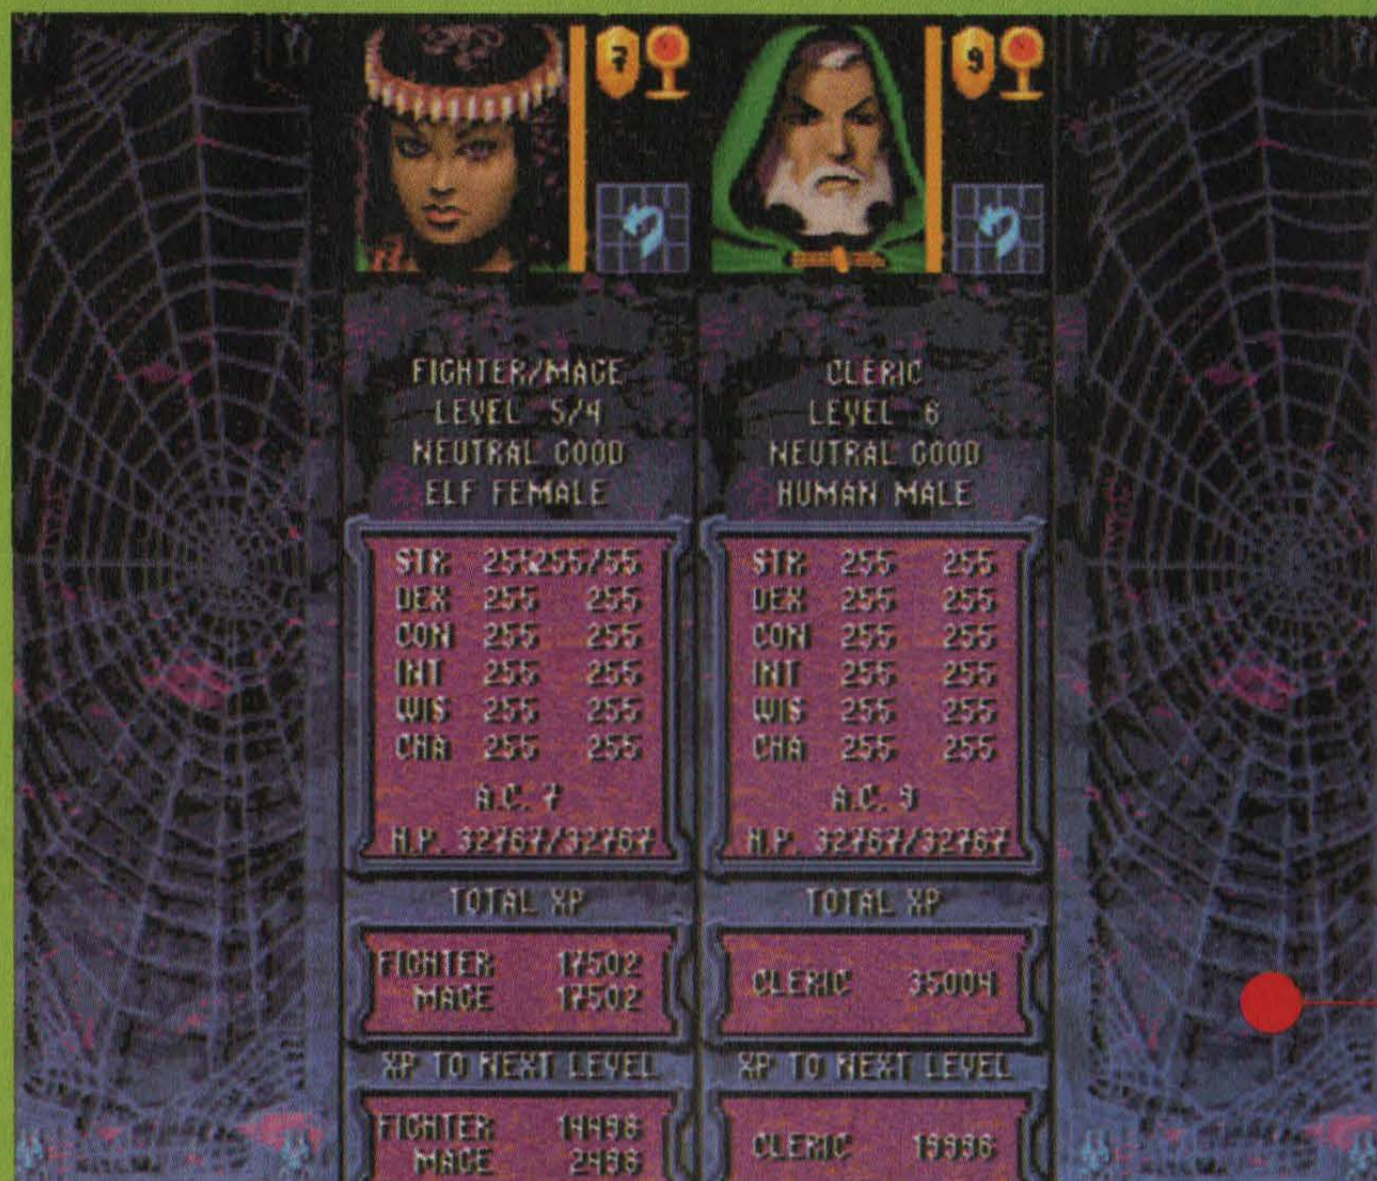 7
9
FIGHTER/MAGE
LEVEL 5/4
NEUTRAL GOOD
ELF FEMALE
STR 255255/55
DEX 255 255
CON 255 255
INT 255 255
WIS 255 255
CHA 255 255
A.C. 7
H.P. 32767/32767
TOTAL XP
FIGHTER 17502
MAGE 17502
XP TO NEXT LEVEL
FIGHTER 14498
MAGE 2498
CLERIC
LEVEL 6
NEUTRAL GOOD
HUMAN MALE
STR 255 255
DEX 255 255
CON 255 255
INT 255 255
WIS 255 255
CHA 255 255
A.C. 9
H.P. 32767/32767
TOTAL XP
CLERIC 35004
XP TO NEXT LEVEL
CLERIC 19996